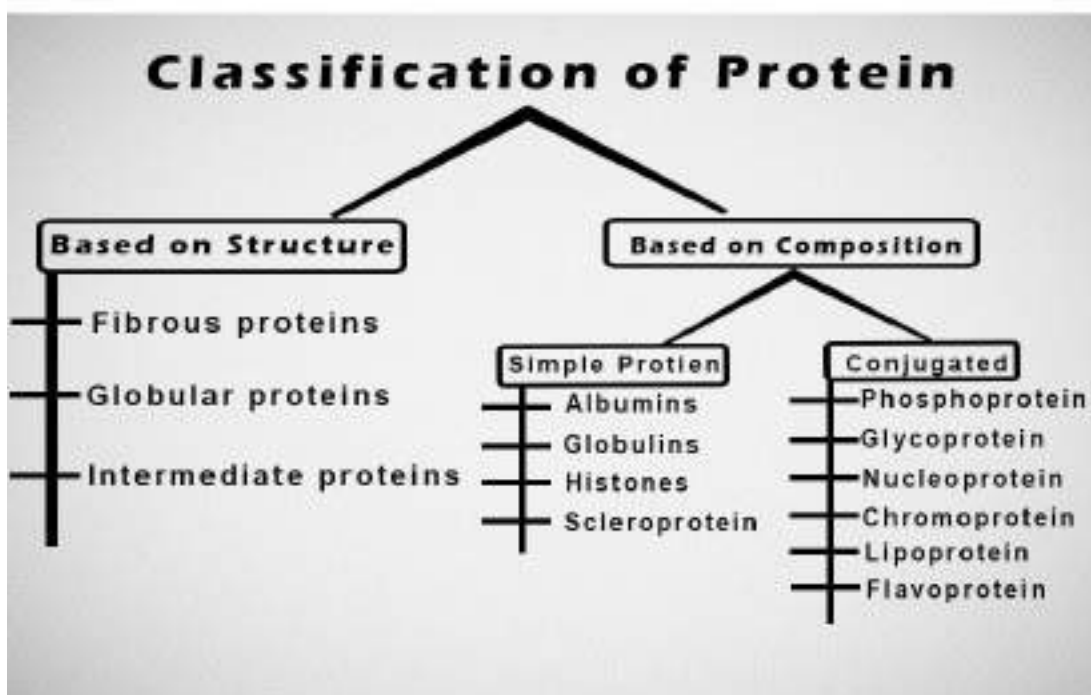 Classification of Protein
Based on Structure
Fibrous proteins
Globular proteins
Intermediate proteins
Based on Composition
Simple Protien
Albumins
Globulins
Histones
Scleroprotein
Conjugated
Phosphoprotein
Glycoprotein
Nucleoprotein
Chromoprotein
Lipoprotein
Flavoprotein